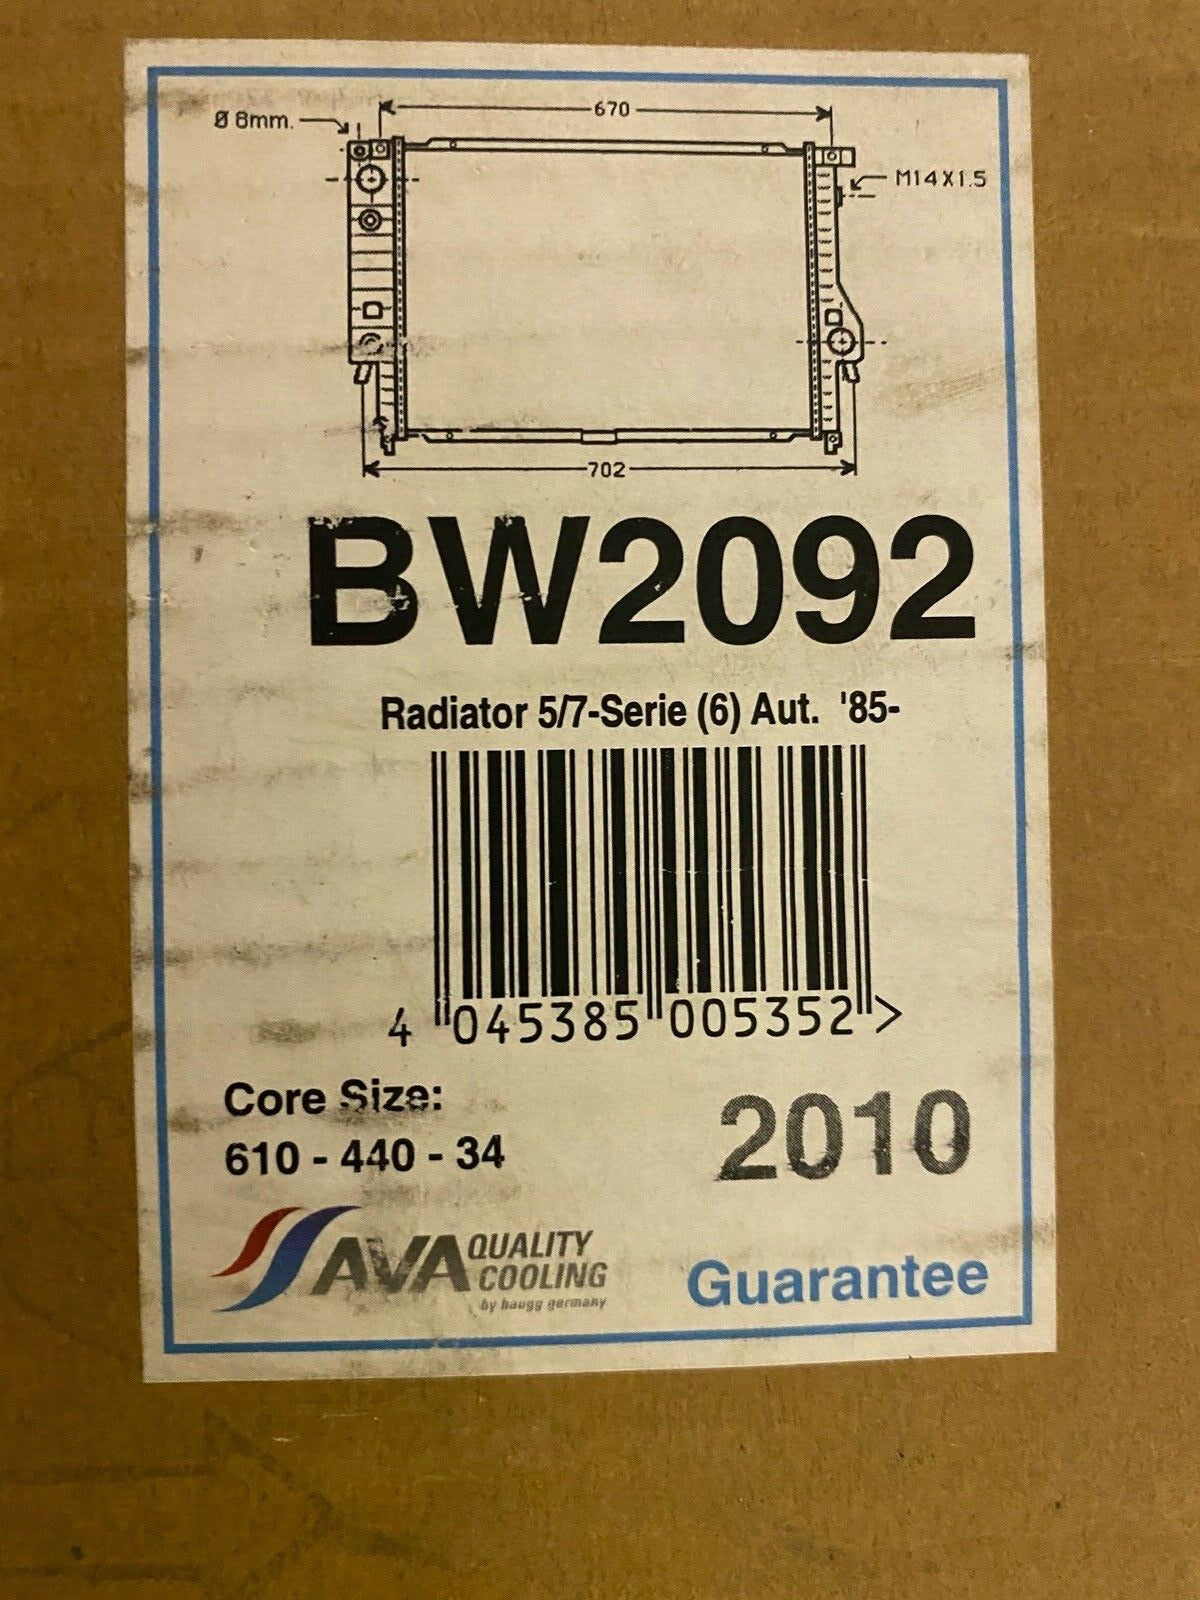 670
Ø 8mm.
M14X1.5
702
BW2092
Radiator 5/7-Serie (6) Aut. '85-
4 045385 005352 >
Core Size:
610 - 440 - 34
2010
AVA QUALITY
COOLING
by haugg germany
Guarantee